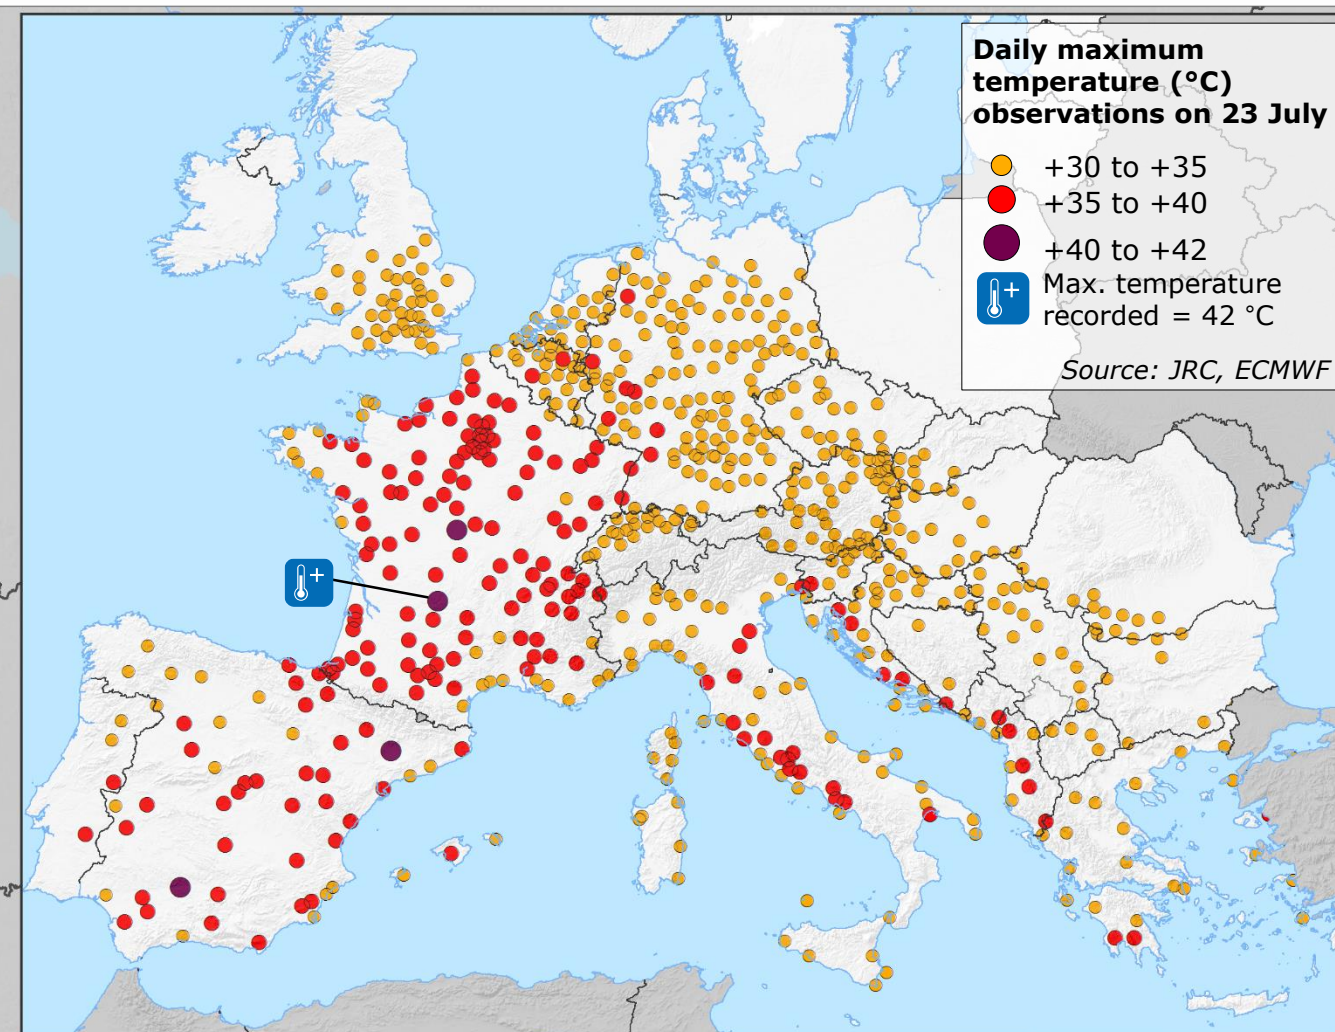 Daily maximum
temperature (°C)
observations on 23 July
+30 to +35
+35 to +40
+40 to +42
+ Max. temperature
recorded = 42 °C
Source: JRC, ECMWF
+